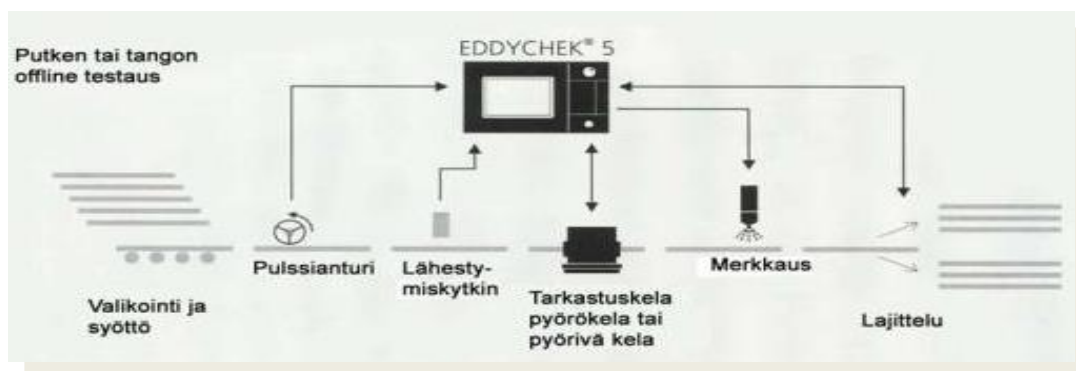 Putken tai tangon
offline testaus
EDDYCHEK® 5
Pulssianturi
Lähesty-
miskytkin
Merkkaus
Valikointi ja
syöttö
Tarkastuskela
pyörökela tai
pyörivä kela
Lajittelu